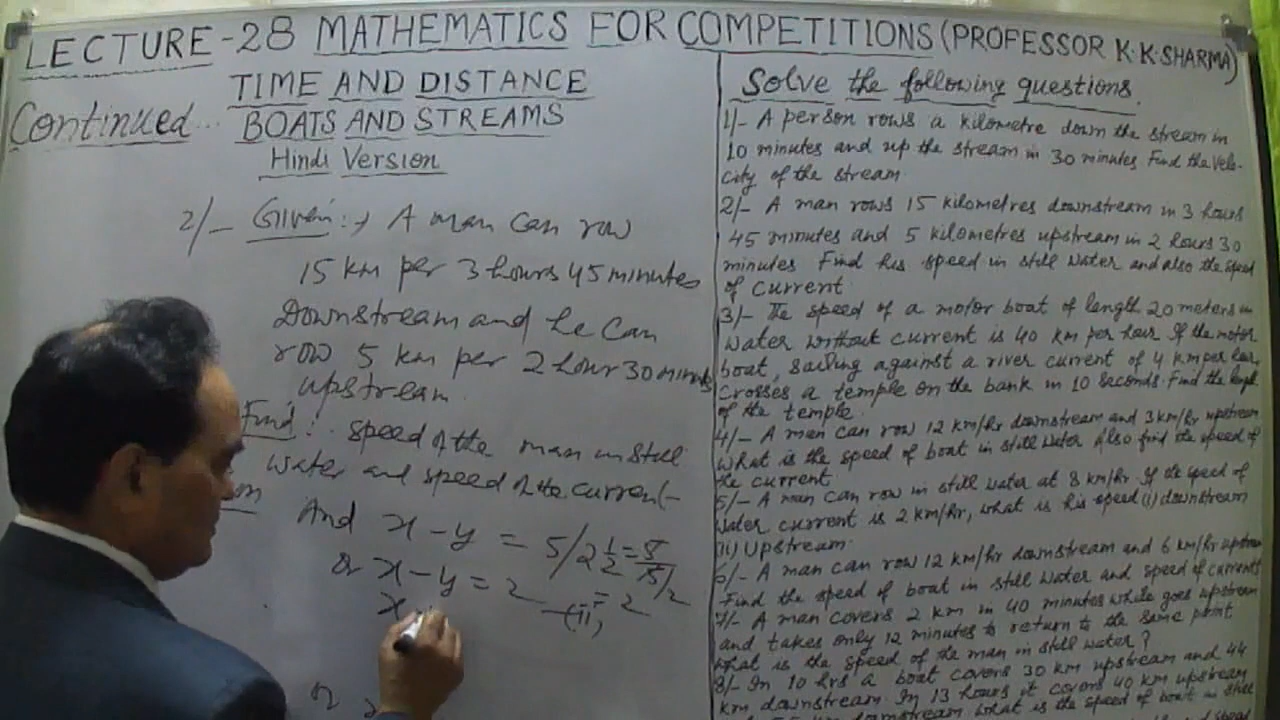 LECTURE-28 MATHEMATICS FOR COMPETITIONS (PROFESSOR K.K.SHARMA)
TIME AND DISTANCE
Continued...
BOATS AND STREAMS
Hindi Version
2/- Given :→ A man can row
15 km per 3 hours 45 minutes
Downstream and he can
row 5 km per 2 hour 30 minuts
upstream.
Find: speed of the man in still
water and speed of the current-
on
And x - y = 5/2 1/2 = 5/5/2
or x - y = 2 = 2
—(ii)
x
or
Solve the following questions.
1/- A person rows a kilometre down the stream in
10 minutes and up the stream in 30 minutes Find the velo-
city of the stream
2/- A man rows 15 kilometres downstream in 3 hours
45 minutes and 5 kilometres upstream in 2 hours 30
minutes Find his speed in still water and also the speed
of current.
3/- The speed of a motor boat of length 20 meters in
water without current is 40 km per hour If the motor
boat, sailing against a river current of 4 km per hour
crosses a temple on the bank in 10 seconds. Find the length
of the temple.
4/- A man can row 12 km/hr downstream and 3km/hr upstream
What is the speed of boat in still water Also find the speed of
the current
5/- A man can row in still water at 8 km/hr. If the speed of
water current is 2 km/hr, what is his speed (i) downstream
(ii) Upstream.
6/- A man can row 12 km/hr downstream and 6 km/hr upstream
Find the speed of boat in still water and speed of current
7/- A man covers 2 km in 40 minutes while goes upstream
and takes only 12 minutes to return to the same point
What is the speed of the man in still water?
8/- In 10 hrs a boat covers 30 km upstream and 44
km downstream. In 13 hours it covers 40 km upstream
downstream what is the speed of boat in still